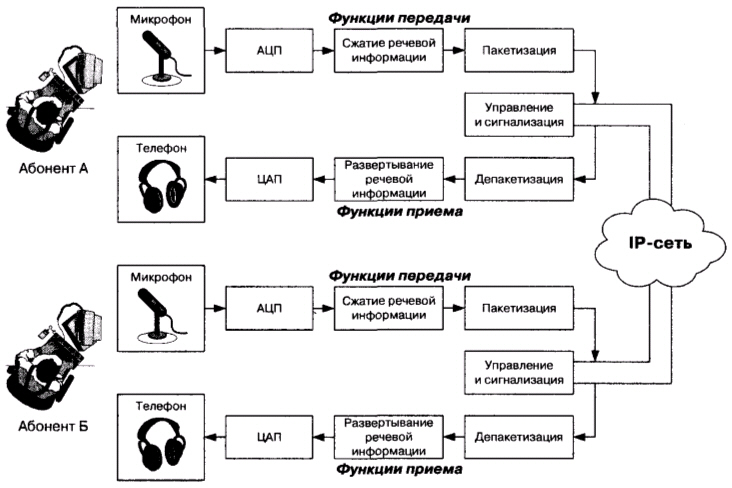 Функции передачи
Микрофон
АЦП
Сжатие речевой
информации
Пакетизация
Управление
и сигнализация
Абонент А
Телефон
ЦАП
Развертывание
речевой
информации
Депакетизация
Функции приема
IP-сеть
Функции передачи
Микрофон
АЦП
Сжатие речевой
информации
Пакетизация
Управление
и сигнализация
Абонент Б
Телефон
ЦАП
Развертывание
речевой
информации
Депакетизация
Функции приема